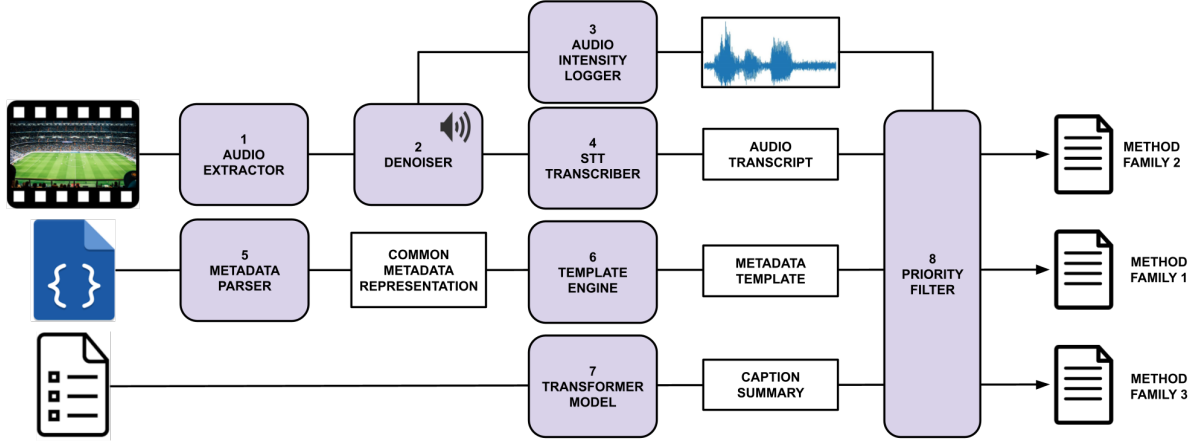 3
AUDIO
INTENSITY
LOGGER
1
AUDIO
EXTRACTOR
2
DENOISER
4
STT
TRANSCRIBER
AUDIO
TRANSCRIPT
METHOD
FAMILY 2
{ }
5
METADATA
PARSER
COMMON
METADATA
REPRESENTATION
6
TEMPLATE
ENGINE
METADATA
TEMPLATE
8
PRIORITY
FILTER
METHOD
FAMILY 1
7
TRANSFORMER
MODEL
CAPTION
SUMMARY
METHOD
FAMILY 3